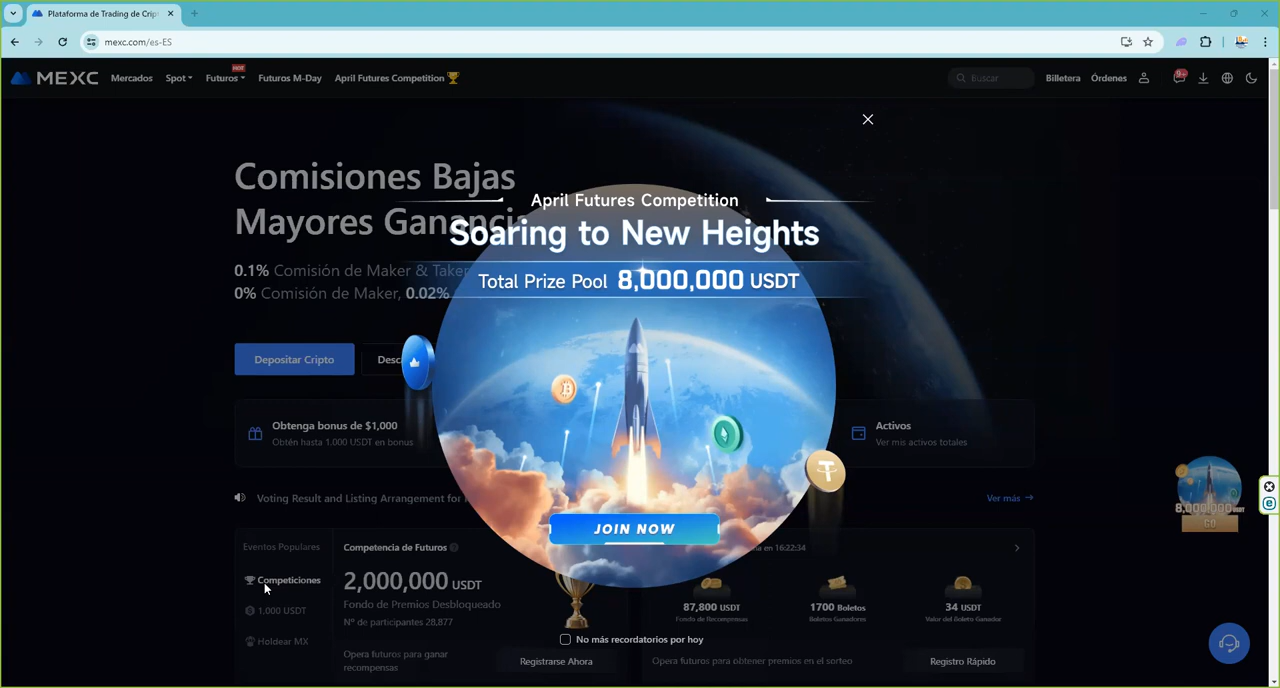 Plataforma de Trading de Crip
mexc.com/es-ES
MEXC
Mercados
Spot
Futuros
HOT
Futuros M-Day
April Futures Competition
Buscar
Billetera
Órdenes
9+
Comisiones Bajas
Mayores Gananci
0.1% Comisión de Maker & Taker
0% Comisión de Maker, 0.02%
Depositar Cripto
Desc
April Futures Competition
Soaring to New Heights
Total Prize Pool 8,000,000 USDT
JOIN NOW
Obtenga bonus de $1,000
Obtén hasta 1.000 USDT en bonus
Activos
Ver mis activos totales
Voting Result and Listing Arrangement for
Ver más
8,000,000 USDT
GO
Eventos Populares
Competiciones
1,000 USDT
Holdear MX
Competencia de Futuros
2,000,000 USDT
Fondo de Premios Desbloqueado
Nº de participantes 28,877
Opera futuros para ganar
recompensas
Registrarse Ahora
en 16:22:34
87,800 USDT
Fondo de Recompensas
1700 Boletos
Boletos Ganadores
34 USDT
Valor del Boleto Ganador
No más recordatorios por hoy
Opera futuros para obtener premios en el sorteo
Registro Rápido